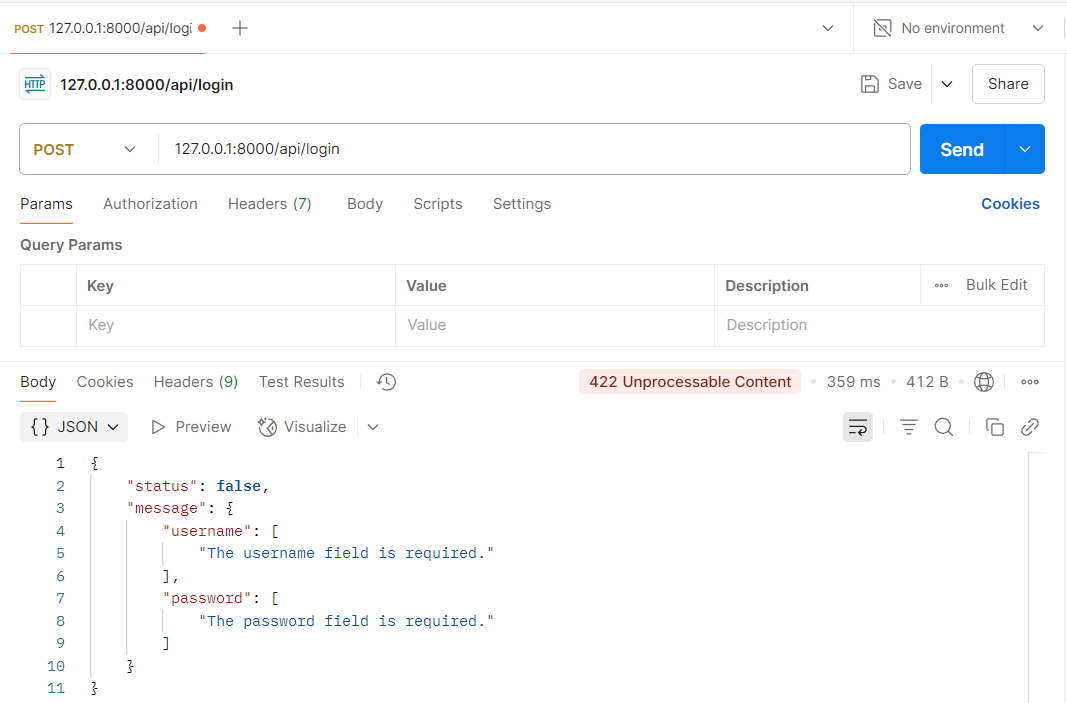 POST 127.0.0.1:8000/api/logi
No environment
HTTP 127.0.0.1:8000/api/login
Save
Share
POST
127.0.0.1:8000/api/login
Send
Params Authorization Headers (7) Body Scripts Settings Cookies
Query Params
Key Value Description Bulk Edit
Key Value Description
Body Cookies Headers (9) Test Results 422 Unprocessable Content 359 ms 412 B
{} JSON Preview Visualize
1 {
2 "status": false,
3 "message": {
4 "username": [
5 "The username field is required."
6 ],
7 "password": [
8 "The password field is required."
9 ]
10 }
11 }